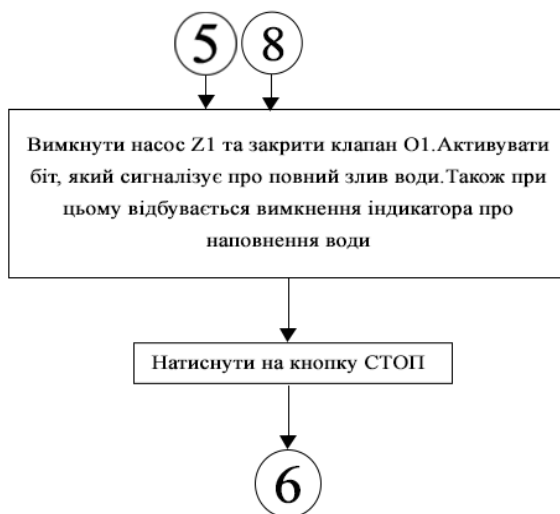 5 8
Вимкнути насос Z1 та закрити клапан О1.Активувати
біт, який сигналізує про повний злив води.Також при
цьому відбувається вимкнення індикатора про
наповнення води
Натиснути на кнопку СТОП
6